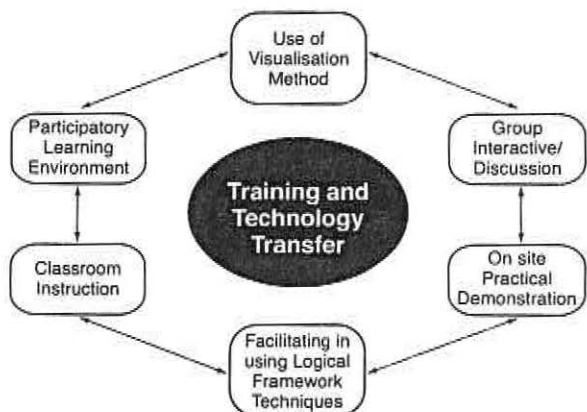 Use of
Visualisation
Method
Participatory
Learning
Environment
Group
Interactive/
Discussion
Training and
Technology
Transfer
Classroom
Instruction
On site
Practical
Demonstration
Facilitating in
using Logical
Framework
Techniques